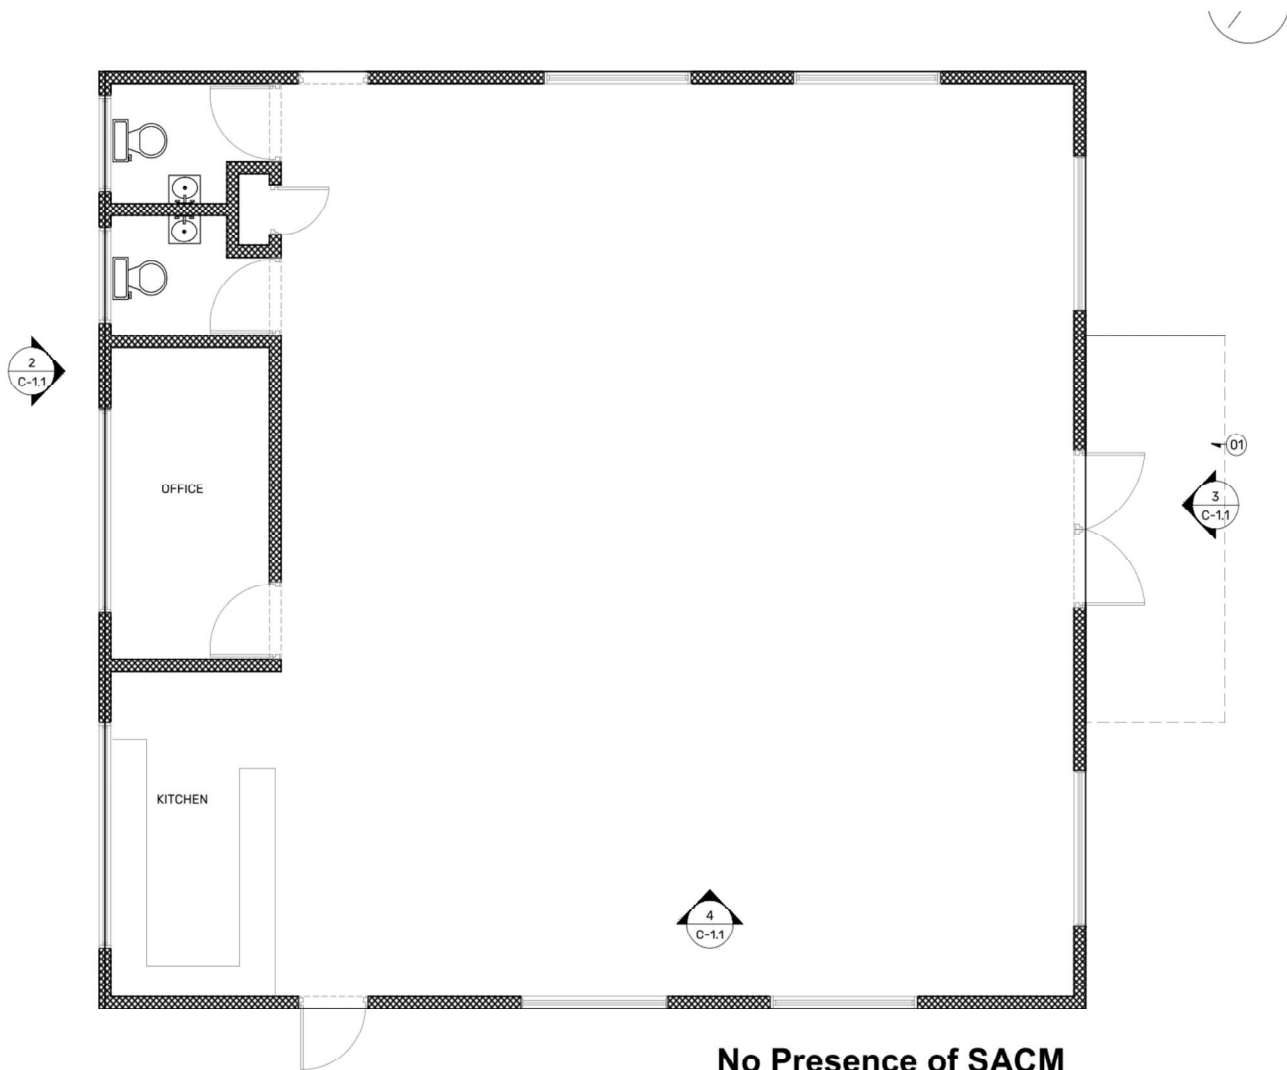 2
C-1.1
OFFICE
01
3
C-1.1
KITCHEN
4
C-1.1
No Presence of SACM